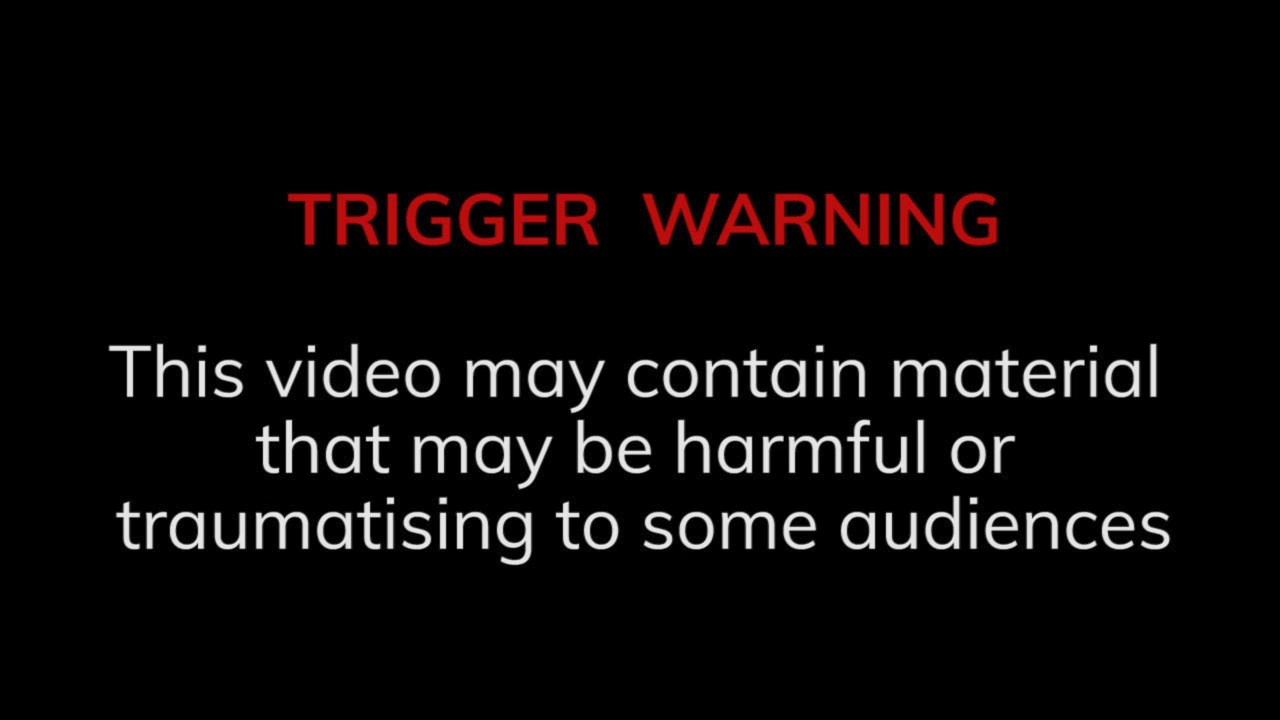 TRIGGER WARNING
This video may contain material
that may be harmful or
traumatising to some audiences